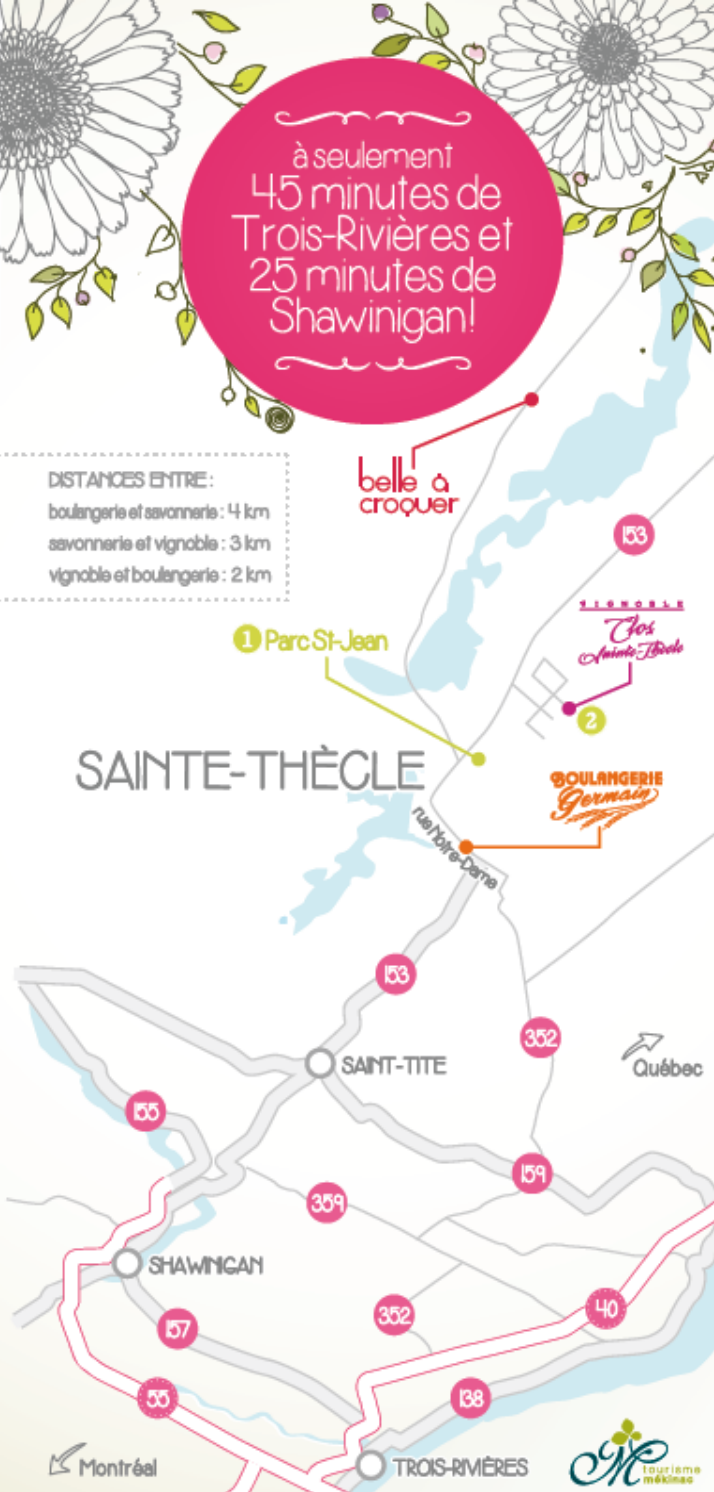 à seulement
45 minutes de
Trois-Rivières et
25 minutes de
Shawinigan!
belle à
croquer
DISTANCES ENTRE :
boulangerie et savonnerie : 4 km
savonnerie et vignoble : 3 km
vignoble et boulangerie : 2 km
153
VIGNOBLE
Clos
Sainte-Thècle
1 Parc St-Jean
2
SAINTE-THÈCLE
BOULANGERIE
Germain
rue Notre-Dame
153
352
SAINT-TITE
Québec
155
159
359
SHAWINIGAN
40
352
157
55
138
Montréal
TROIS-RIVIÈRES
tourisme
mékinac